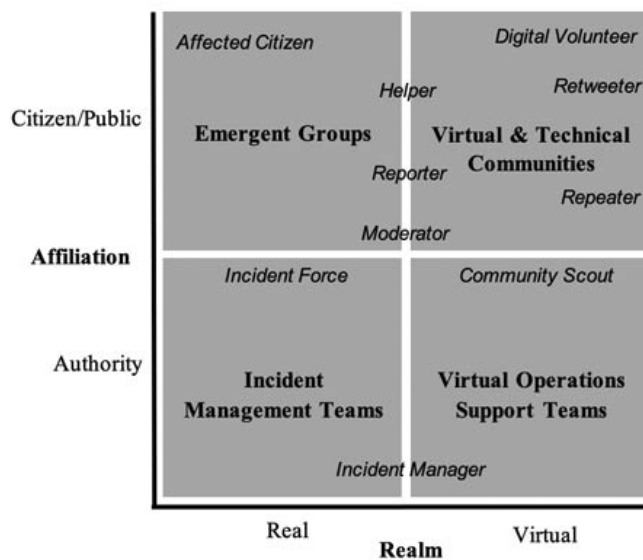 Affected Citizen
Digital Volunteer
Helper
Retweeter
Citizen/Public
Emergent Groups
Virtual & Technical
Communities
Reporter
Repeater
Moderator
Affiliation
Incident Force
Community Scout
Authority
Incident
Management Teams
Virtual Operations
Support Teams
Incident Manager
Real
Virtual
Realm